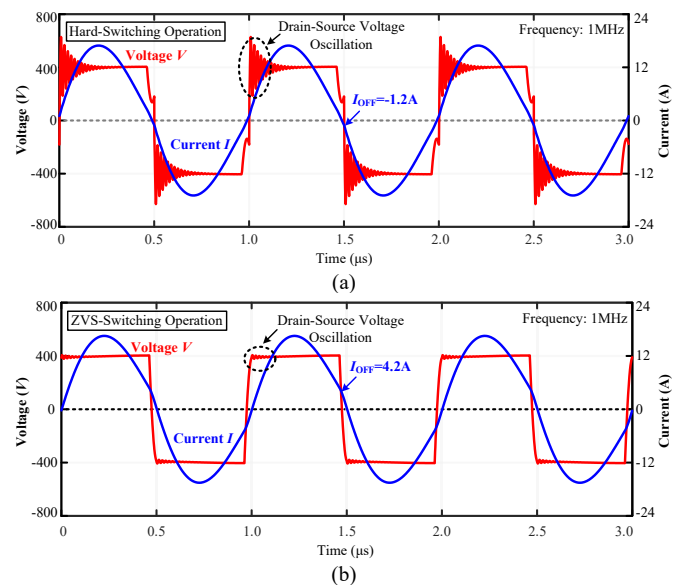 Hard-Switching Operation
Drain-Source Voltage
Oscillation
Frequency: 1MHz
Voltage V
I_OFF=-1.2A
Current I
Voltage (V)
800
400
0
-400
-800
Current (A)
24
12
0
-12
-24
0
0.5
1.0
1.5
2.0
2.5
3.0
Time (μs)
(a)
ZVS-Switching Operation
Drain-Source Voltage
Oscillation
Frequency: 1MHz
Voltage V
I_OFF=4.2A
Current I
Voltage (V)
800
400
0
-400
-800
Current (A)
24
12
0
-12
-24
0
0.5
1.0
1.5
2.0
2.5
3.0
Time (μs)
(b)